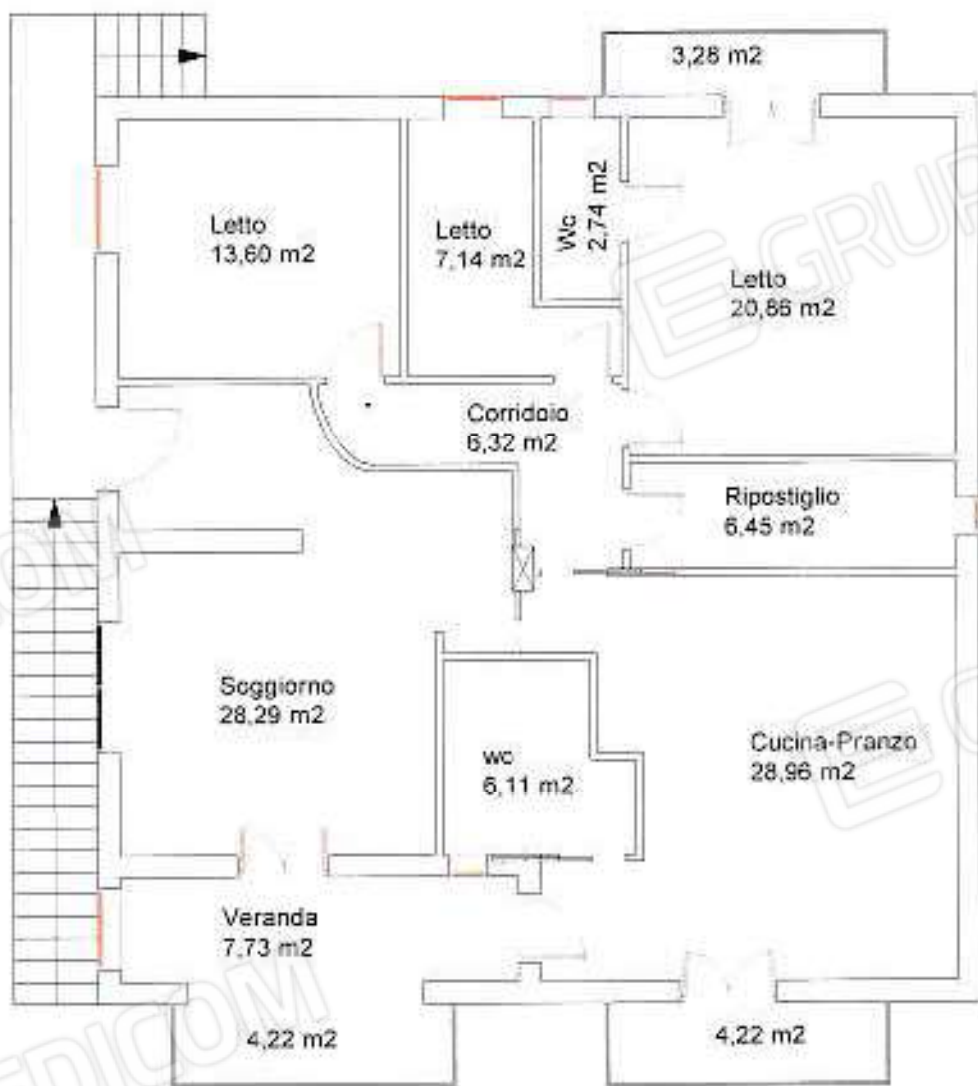 3,28 m2
Letto
13,60 m2
Letto
7,14 m2
Wc
2,74 m2
Letto
20,86 m2
Corridoio
6,32 m2
Ripostiglio
6,45 m2
Soggiorno
28,29 m2
wc
6,11 m2
Cucina-Pranzo
28,96 m2
Veranda
7,73 m2
4,22 m2
4,22 m2